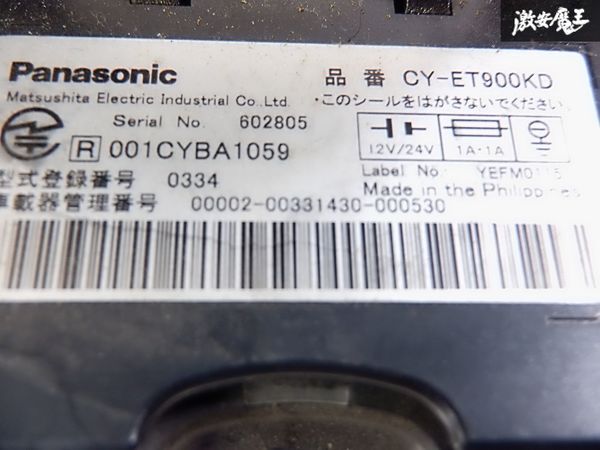 激安魔王
Panasonic 品番 CY-ET900KD
Matsushita Electric Industrial Co.,Ltd. ・このシールをはがさないでください。
Serial No. 602805
R 001CYBA1059 12V/24V 1A・1A
型式登録番号 0334 Label No. YEFM0115
Made in the Philippines
車載器管理番号 00002-00331430-000530